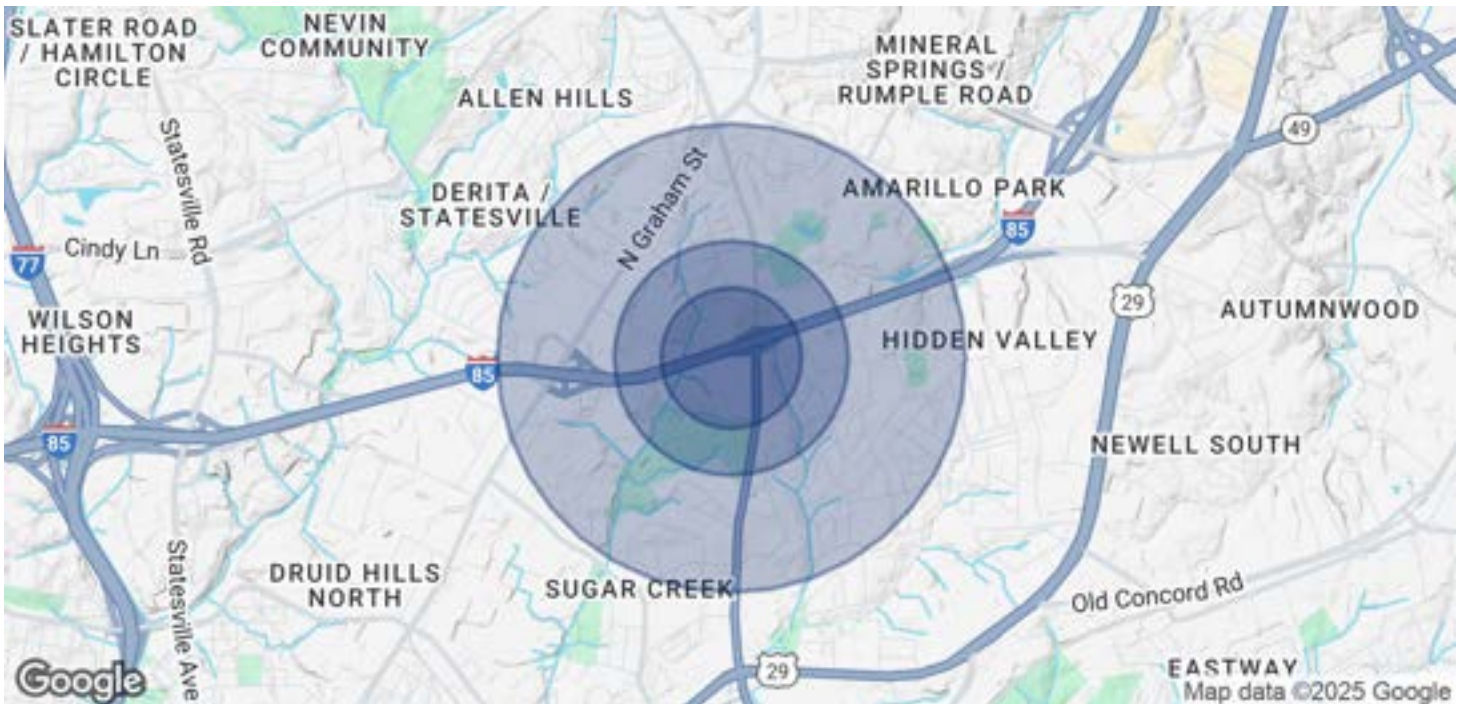 SLATER ROAD
/ HAMILTON
CIRCLE
NEVIN
COMMUNITY
ALLEN HILLS
MINERAL
SPRINGS /
RUMPLE ROAD
49
Statesville Rd
DERITA /
STATESVILLE
N Graham St
AMARILLO PARK
85
Cindy Ln
77
29
AUTUMNWOOD
WILSON
HEIGHTS
HIDDEN VALLEY
85
85
NEWELL SOUTH
Statesville Ave
DRUID HILLS
NORTH
SUGAR CREEK
Old Concord Rd
29
EASTWAY
Google
Map data ©2025 Google